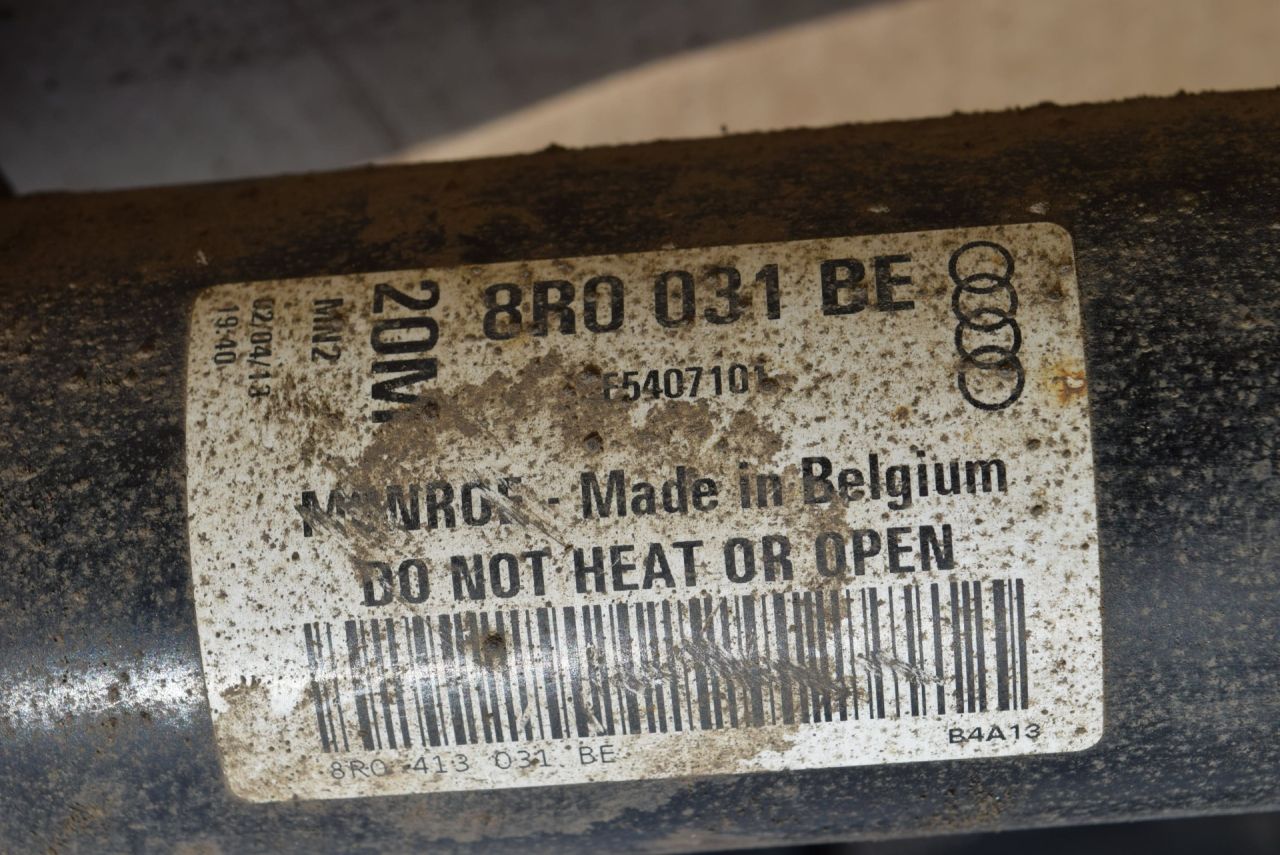 8R0 031 BE
20M.
MN2
02/04/13
19:40
E5407101
MONROE - Made in Belgium
DO NOT HEAT OR OPEN
8R0 413 031 BE
B4A13